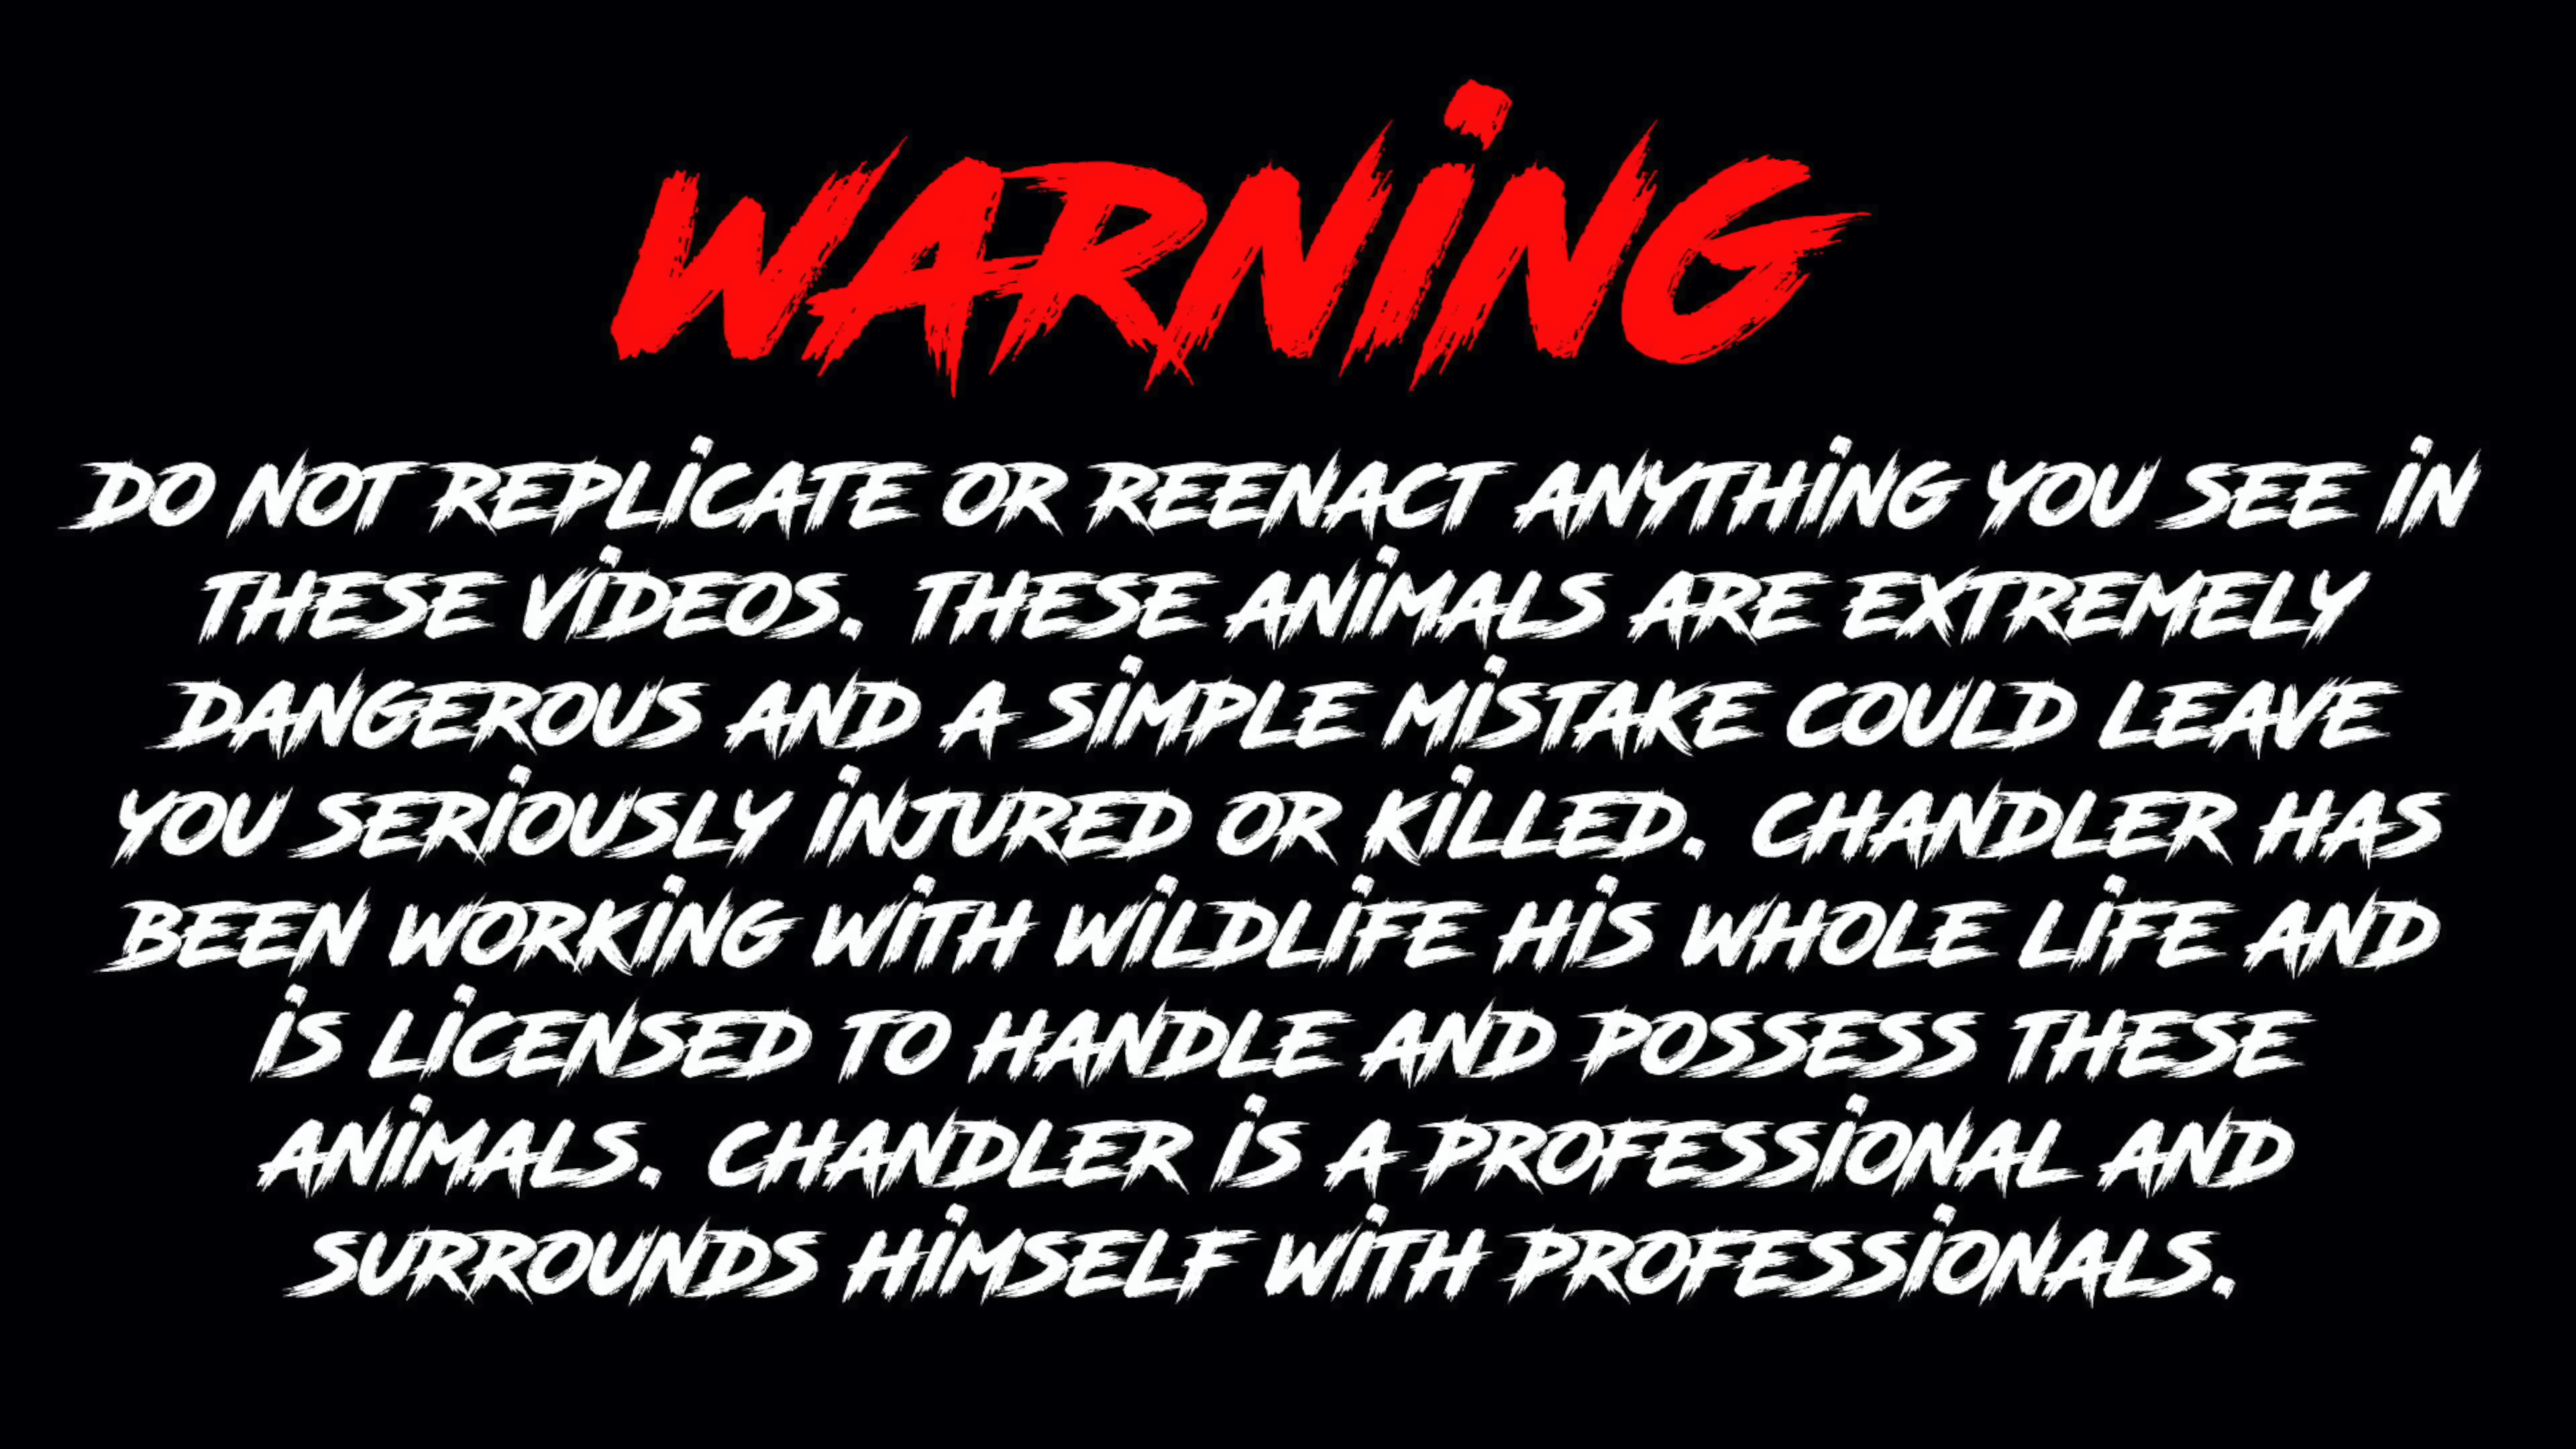 WARNING
DO NOT REPLICATE OR REENACT ANYTHING YOU SEE IN
THESE VIDEOS. THESE ANIMALS ARE EXTREMELY
DANGEROUS AND A SIMPLE MISTAKE COULD LEAVE
YOU SERIOUSLY INJURED OR KILLED. CHANDLER HAS
BEEN WORKING WITH WILDLIFE HIS WHOLE LIFE AND
IS LICENSED TO HANDLE AND POSSESS THESE
ANIMALS. CHANDLER IS A PROFESSIONAL AND
SURROUNDS HIMSELF WITH PROFESSIONALS.